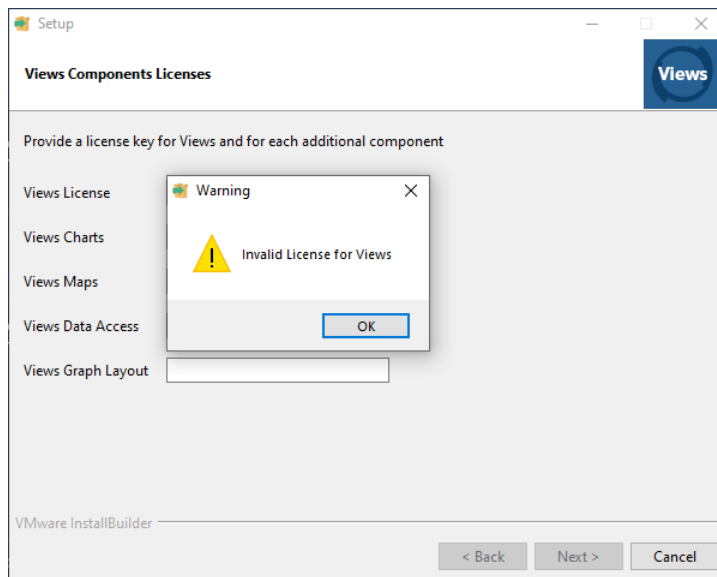 Setup
Views Components Licenses
Views
Provide a license key for Views and for each additional component
Views License
Warning
Views Charts
Invalid License for Views
Views Maps
Views Data Access
OK
Views Graph Layout
VMware InstallBuilder
< Back Next > Cancel